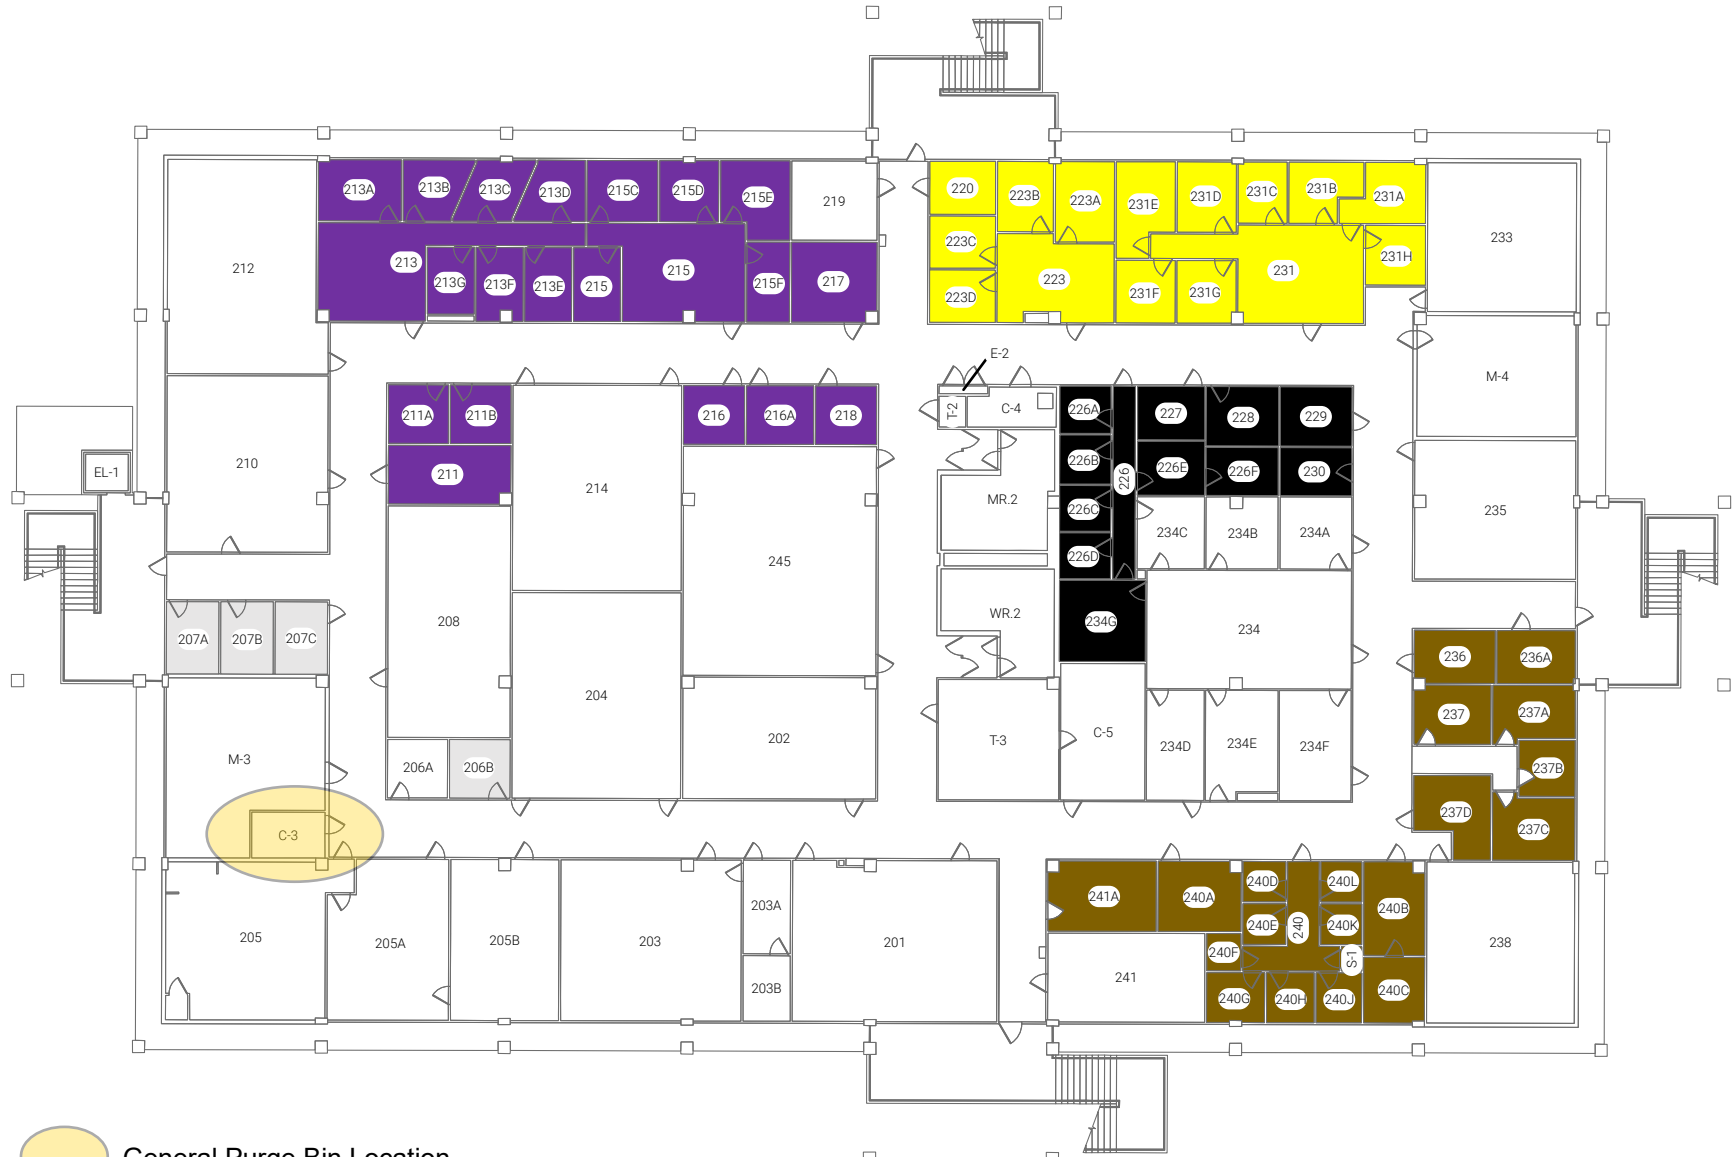 213A
213B
213C
213D
215C
215D
215E
219
220
223B
223A
231E
231D
231C
231B
231A
233
212
213
213G
213F
213E
215
215
215F
217
223C
223D
223
231F
231G
231
231H
E-2
M-4
T-2
C-4
211A
211B
216
216A
218
226A
227
228
229
226B
226
226E
226F
230
EL-1
210
211
214
245
MR.2
226C
226D
234C
234B
234A
235
207A
207B
207C
208
WR.2
234G
234
236
236A
204
202
T-3
C-5
234D
234E
234F
237
237A
237B
M-3
206A
206B
C-3
237D
237C
205
205A
205B
203
203A
203B
201
241A
240A
240D
240E
240F
240
240L
240K
S-1
240B
240C
238
241
240G
240H
240J
General Purge Bin Location